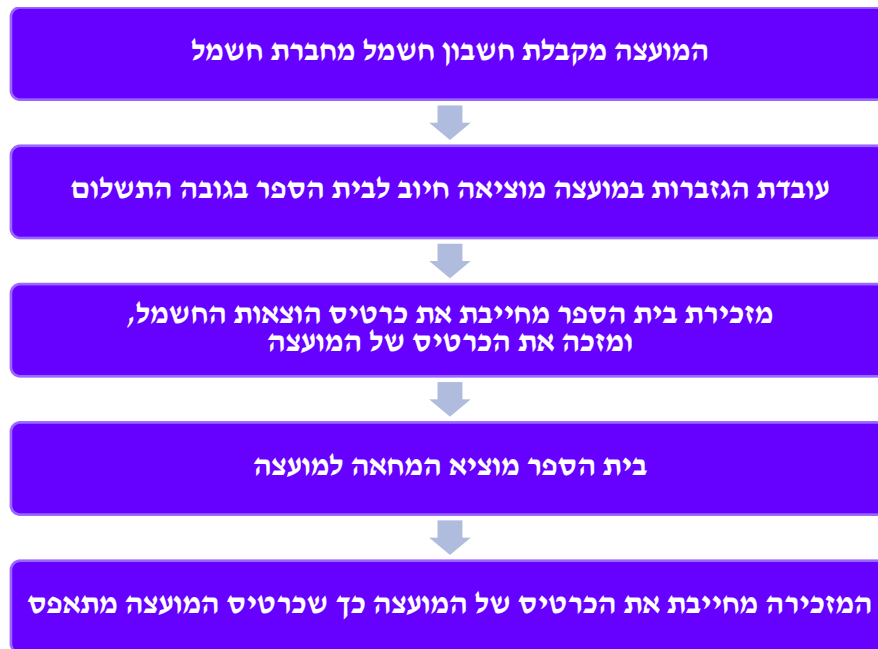 המועצה מקבלת חשבון חשמל מחברת חשמל
עובדת הגזברות במועצה מוציאה חיוב לבית הספר בגובה התשלום
מזכירת בית הספר מחייבת את כרטיס הוצאות החשמל,
ומזכה את הכרטיס של המועצה
בית הספר מוציא המחאה למועצה
המזכירה מחייבת את הכרטיס של המועצה כך שכרטיס המועצה מתאפס